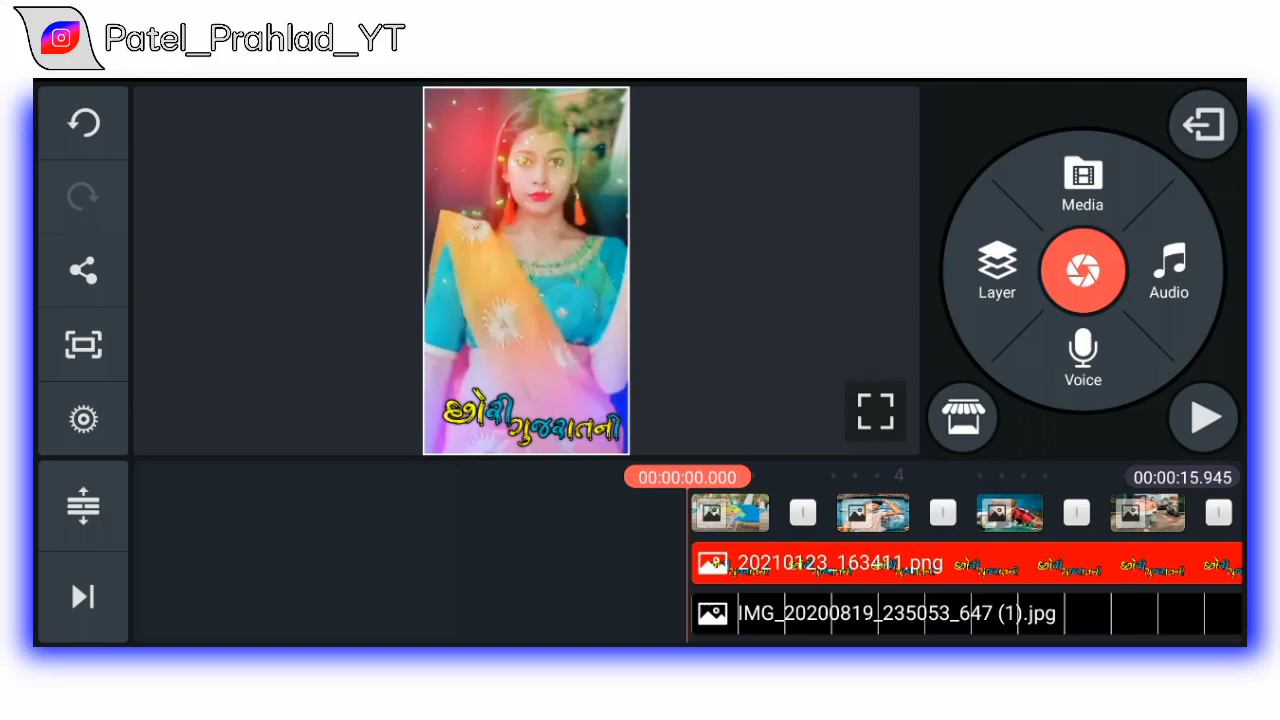 Patel_Prahlad_YT
Media
Layer
Audio
Voice
છોરી
ગુજરાતની
00:00:00.000
4
00:00:15.945
20210123_163411.png
IMG_20200819_235053_647 (1).jpg